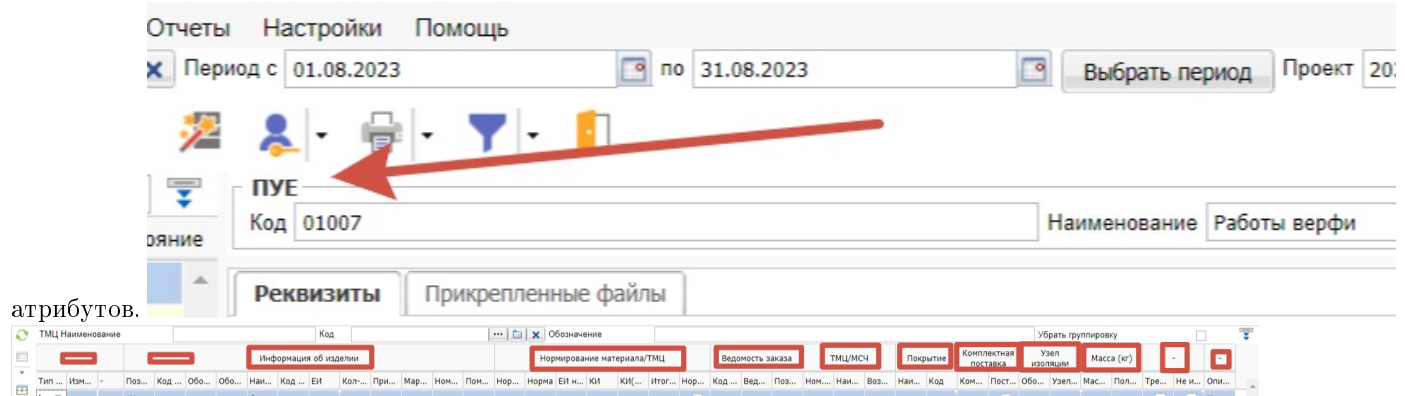 Отчеты Настройки Помощь
Период с 01.08.2023 по 31.08.2023 Выбрать период Проект 20
ПУЕ
Код 01007 Наименование Работы верфи
ояние
Реквизиты Прикрепленные файлы
атрибутов.
ТМЦ Наименование Код ... Обозначение Убрать группировку
Информация об изделии Нормирование материала/ТМЦ Ведомость заказа ТМЦ/МСЧ Покрытие Комплектная поставка Узел изоляции Масса (кг) - -
Тип ... Изм... - Поз... Код ... Обо... Обо... Наи... Код ... ЕИ Кол-... При... Мар... Ном... Пом... Нор... Норма ЕИ н... КИ КИ(... Итог... Нор... Код ... Вед... Поз... Ном... Наи... Воз... Наи... Код Ком... Пост... Обо... Узел... Мас... Пол... Тре... Не и... Опи...